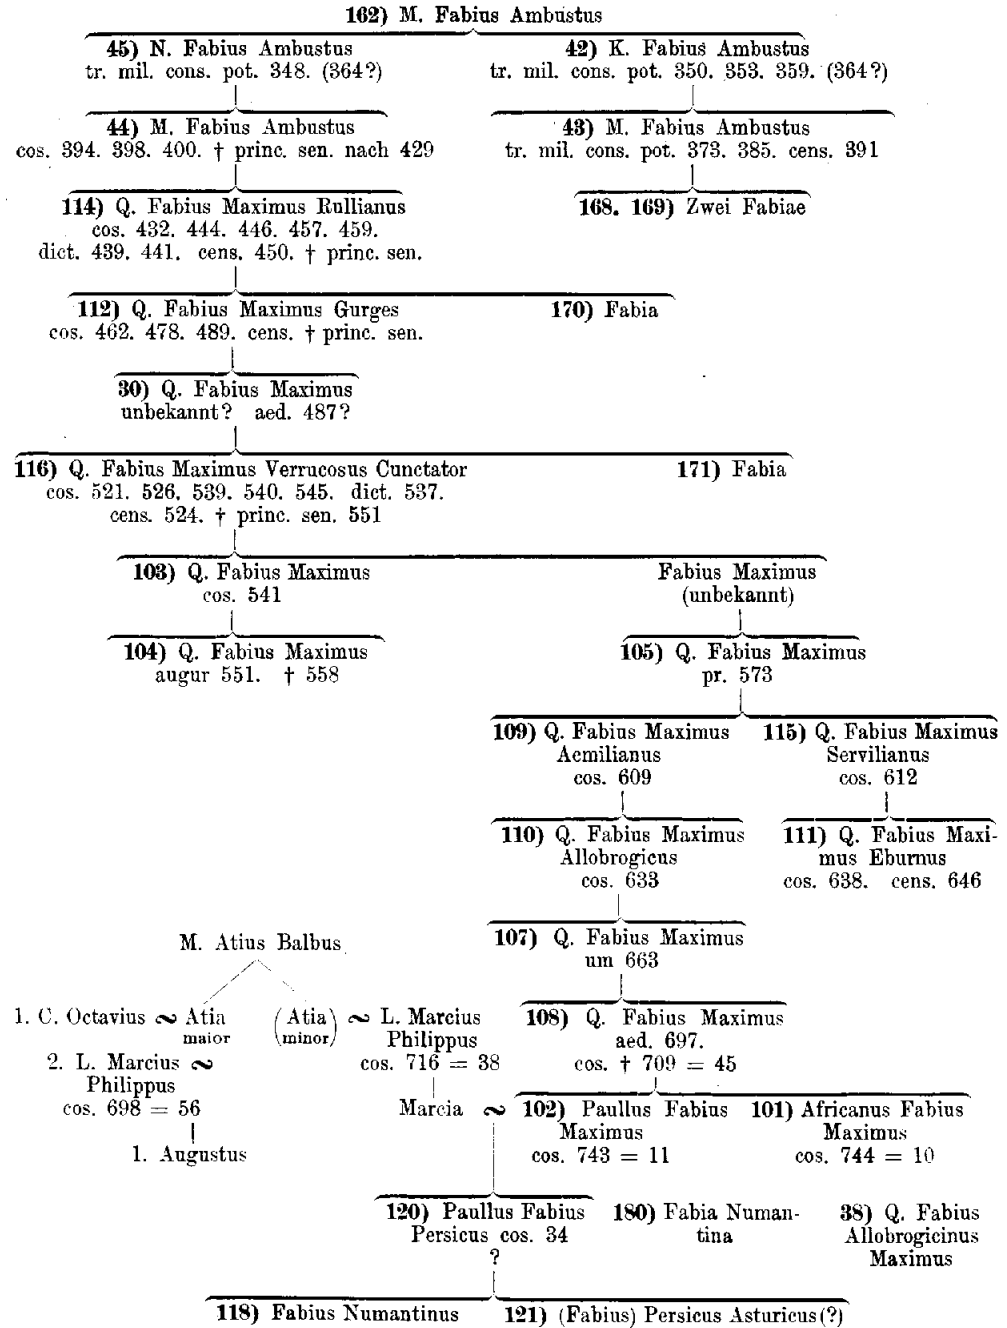 162) M. Fabius Ambustus
45) N. Fabius Ambustus 42) K. Fabius Ambustus
tr. mil. cons. pot. 348. (364?) tr. mil. cons. pot. 350. 353. 359. (364?)
44) M. Fabius Ambustus 43) M. Fabius Ambustus
cos. 394. 398. 400. † princ. sen. nach 429 tr. mil. cons. pot. 373. 385. cens. 391
114) Q. Fabius Maximus Rullianus 168. 169) Zwei Fabiae
cos. 432. 444. 446. 457. 459.
dict. 439. 441. cens. 450. † princ. sen.
112) Q. Fabius Maximus Gurges 170) Fabia
cos. 462. 478. 489. cens. † princ. sen.
30) Q. Fabius Maximus
unbekannt? aed. 487?
116) Q. Fabius Maximus Verrucosus Cunctator 171) Fabia
cos. 521. 526. 539. 540. 545. dict. 537.
cens. 524. † princ. sen. 551
103) Q. Fabius Maximus Fabius Maximus
cos. 541 (unbekannt)
104) Q. Fabius Maximus 105) Q. Fabius Maximus
augur 551. † 558 pr. 573
109) Q. Fabius Maximus 115) Q. Fabius Maximus
Aemilianus Servilianus
cos. 609 cos. 612
110) Q. Fabius Maximus 111) Q. Fabius Maxi-
Allobrogicus mus Eburnus
cos. 633 cos. 638. cens. 646
M. Atius Balbus 107) Q. Fabius Maximus
um 663
1. C. Octavius ∾ Atia (Atia) ∾ L. Marcius 108) Q. Fabius Maximus
maior (minor) Philippus aed. 697.
2. L. Marcius ∾ cos. 716 = 38 cos. † 709 = 45
Philippus
cos. 698 = 56 Marcia ∾ 102) Paullus Fabius 101) Africanus Fabius
Maximus Maximus
1. Augustus cos. 743 = 11 cos. 744 = 10
120) Paullus Fabius 180) Fabia Numan- 38) Q. Fabius
Persicus cos. 34 tina Allobrogicinus
? Maximus
118) Fabius Numantinus 121) (Fabius) Persicus Asturicus(?)